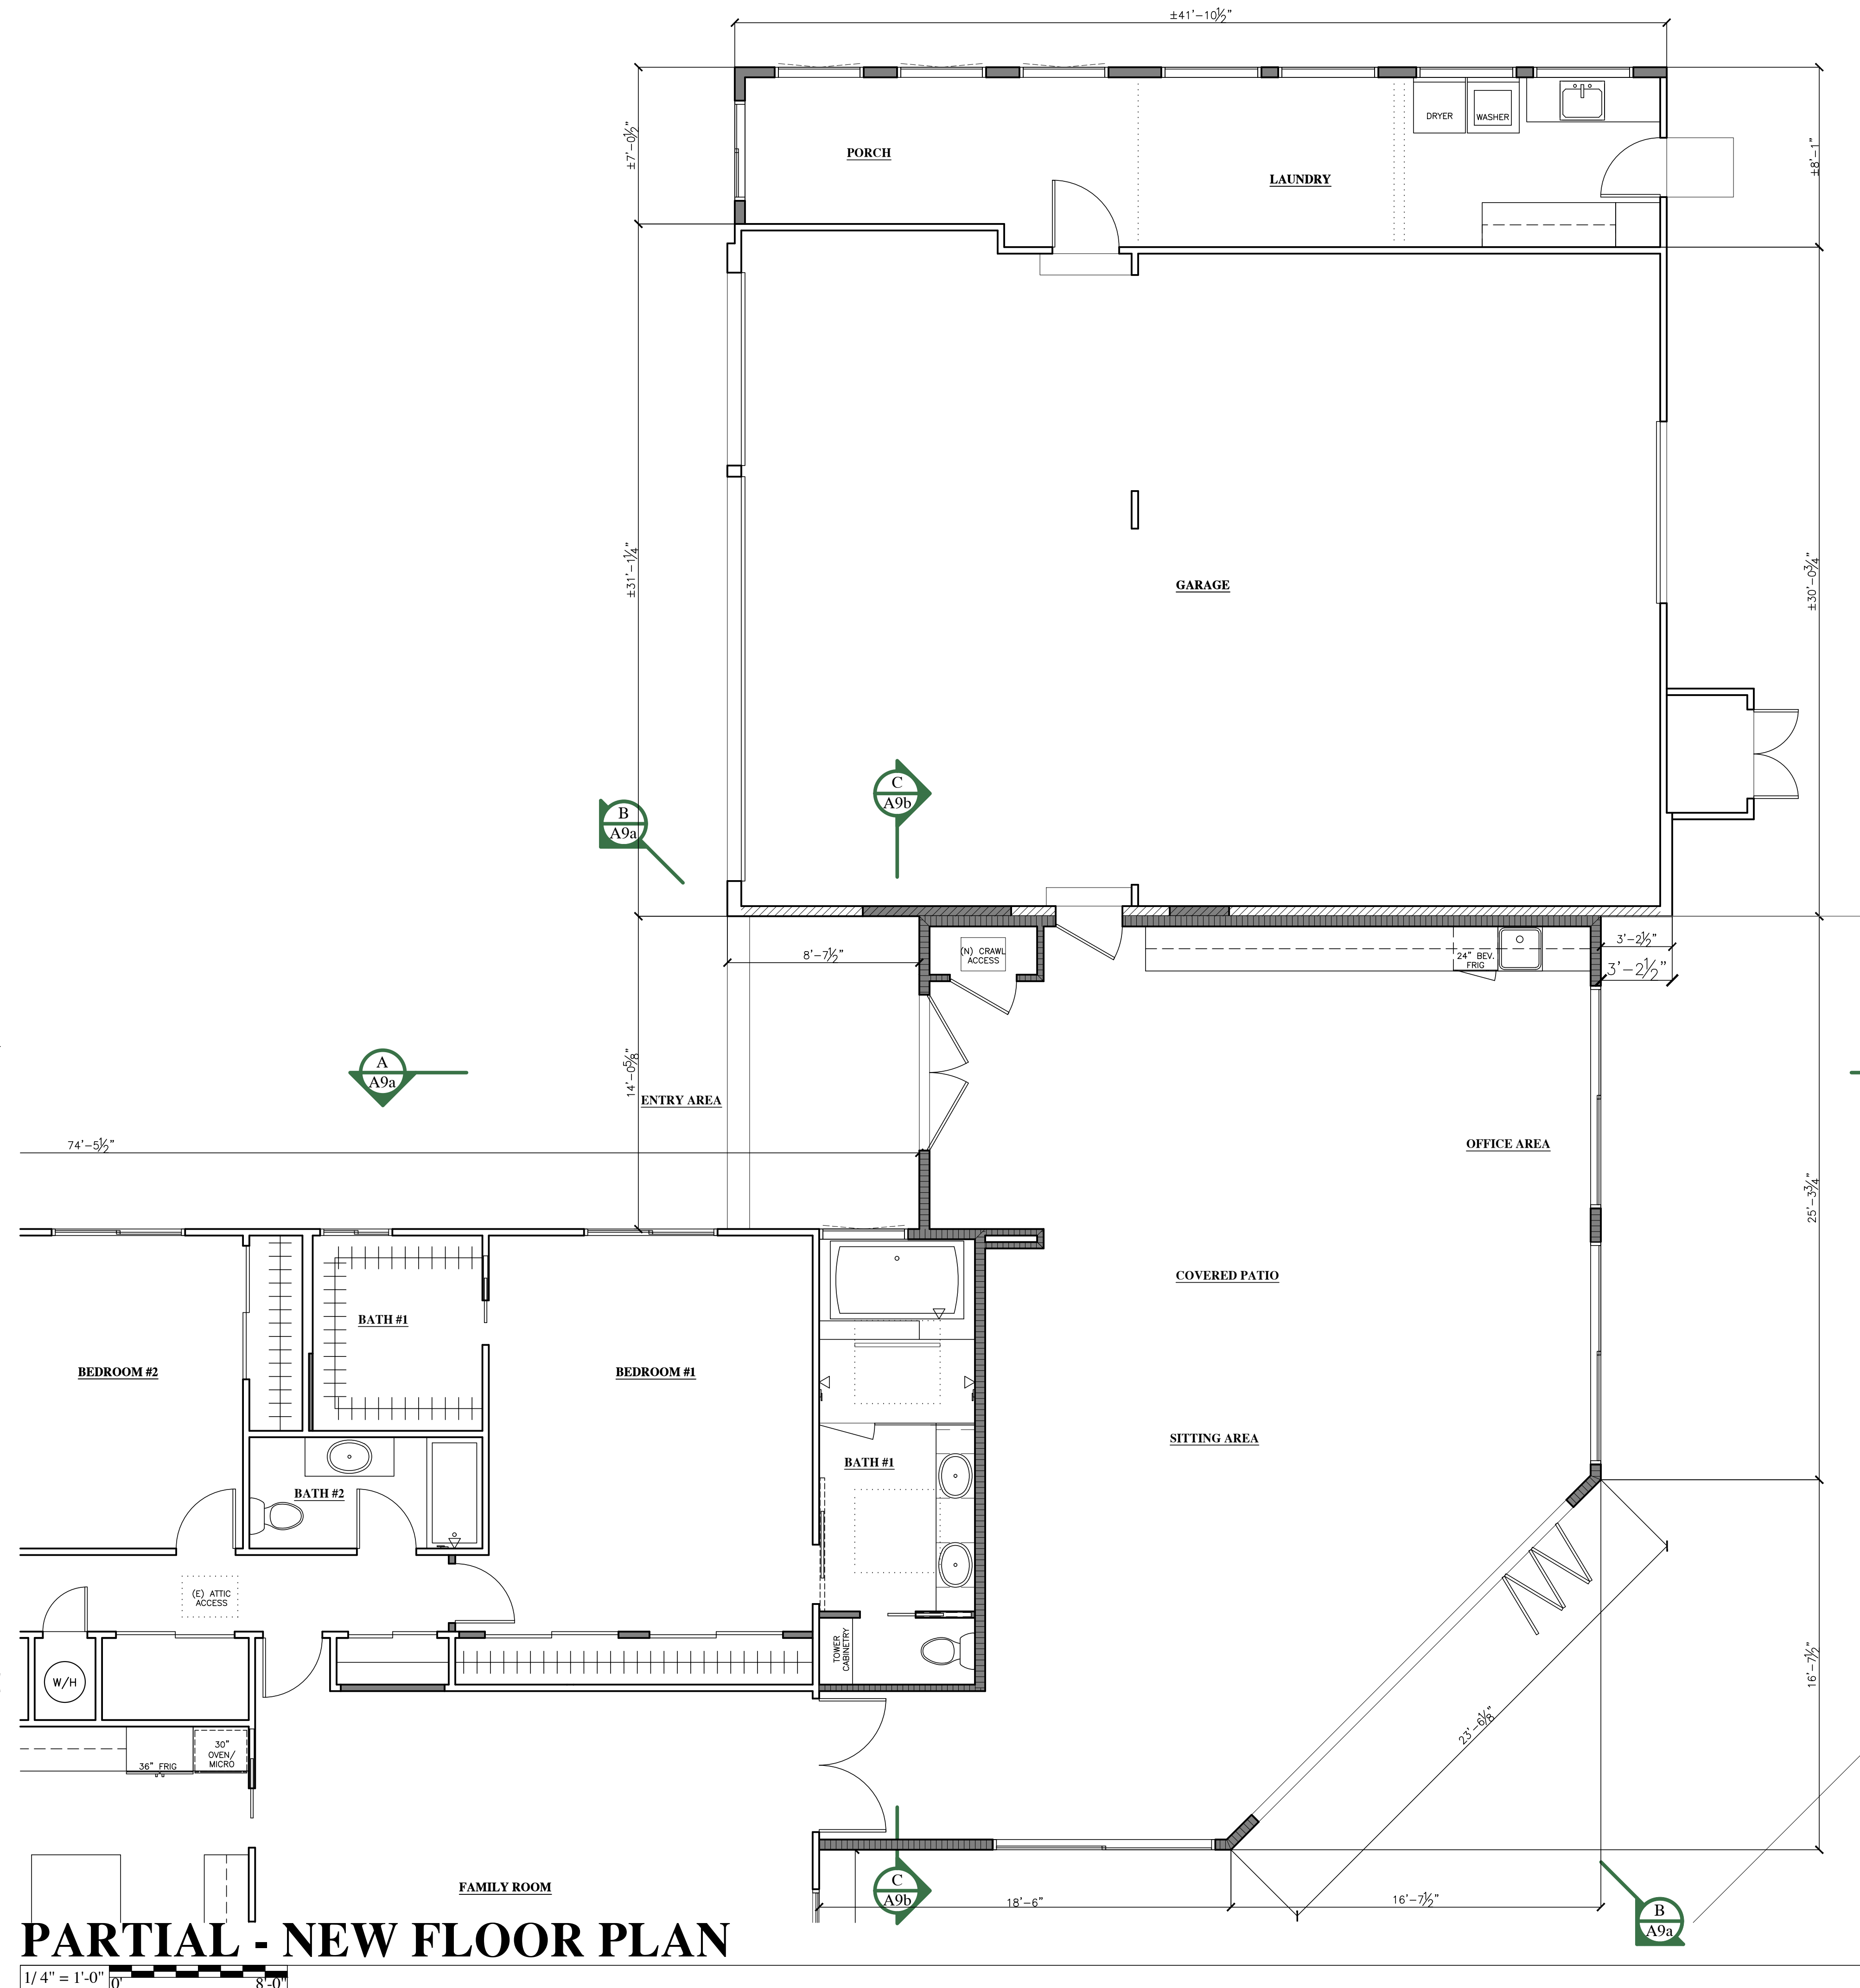 ±41'-10½"
±7'-0½"
PORCH
LAUNDRY
DRYER
WASHER
±8'-1"
±31'-1¼"
GARAGE
±30'-0¾"
B
A9a
C
A9b
8'-7½"
(N) CRAWL
ACCESS
24" BEV.
FRIG
3'-2½"
3'-2½"
A
A9a
14'-0⅝"
ENTRY AREA
74'-5½"
OFFICE AREA
25'-3¾"
COVERED PATIO
BATH #1
BEDROOM #2
BEDROOM #1
SITTING AREA
BATH #1
BATH #2
(E) ATTIC
ACCESS
TOWER
CABINETRY
W/H
16'-7½"
23'-6⅛"
30"
OVEN/
MICRO
36" FRIG
FAMILY ROOM
C
A9b
18'-6"
16'-7½"
B
A9a
PARTIAL - NEW FLOOR PLAN
1/4" = 1'-0"
0'
8'-0"